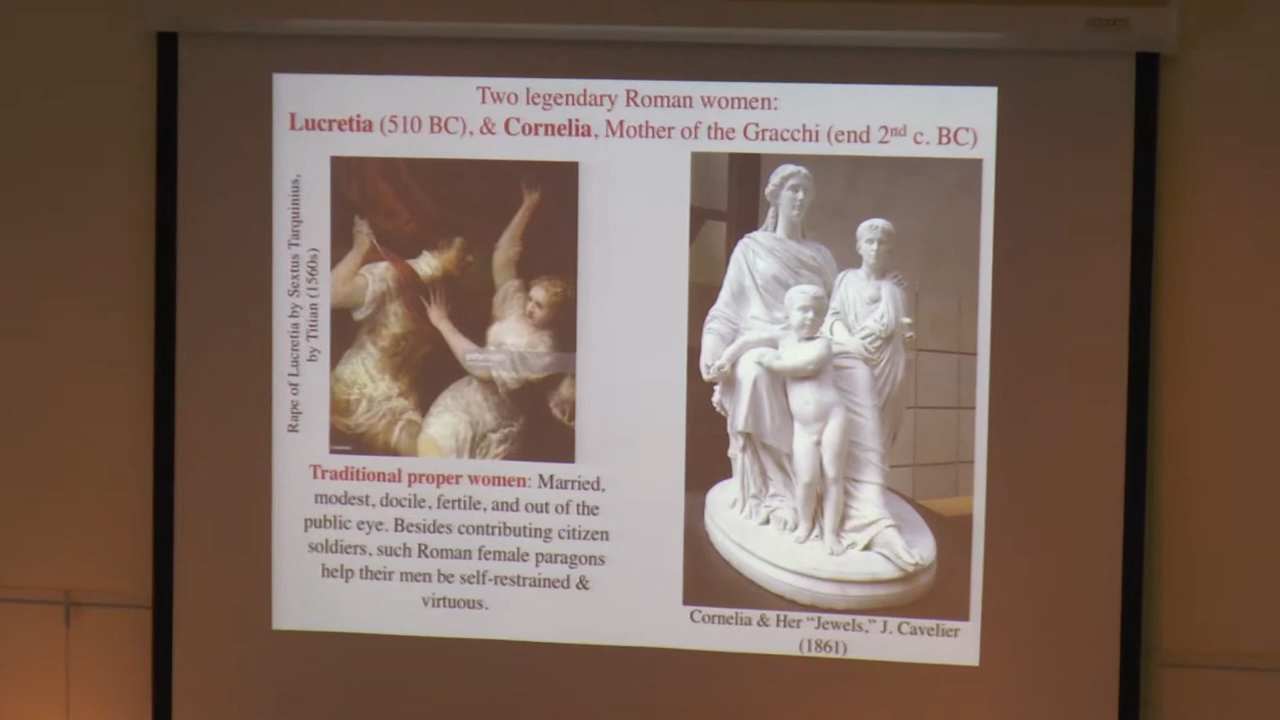 Two legendary Roman women:
Lucretia (510 BC), & Cornelia, Mother of the Gracchi (end 2nd c. BC)
Rape of Lucretia by Sextus Tarquinius,
by Titian (1560s)
Traditional proper women: Married,
modest, docile, fertile, and out of the
public eye. Besides contributing citizen
soldiers, such Roman female paragons
help their men be self-restrained &
virtuous.
Cornelia & Her “Jewels,” J. Cavelier
(1861)